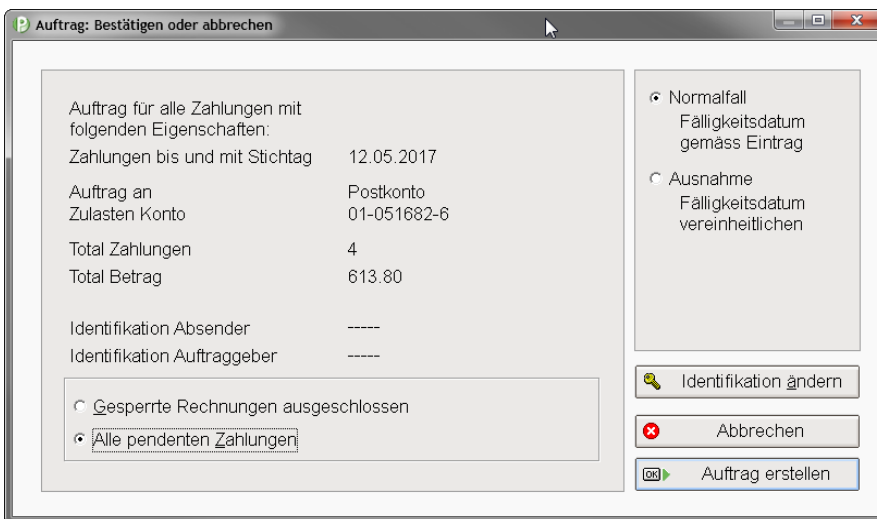 Auftrag: Bestätigen oder abbrechen
Auftrag für alle Zahlungen mit
folgenden Eigenschaften:
Zahlungen bis und mit Stichtag 12.05.2017
Auftrag an Postkonto
Zulasten Konto 01-051682-6
Total Zahlungen 4
Total Betrag 613.80
Identifikation Absender -----
Identifikation Auftraggeber -----
Gesperrte Rechnungen ausgeschlossen
Alle pendenten Zahlungen
Normalfall
Fälligkeitsdatum
gemäss Eintrag
Ausnahme
Fälligkeitsdatum
vereinheitlichen
Identifikation ändern
Abbrechen
OK Auftrag erstellen